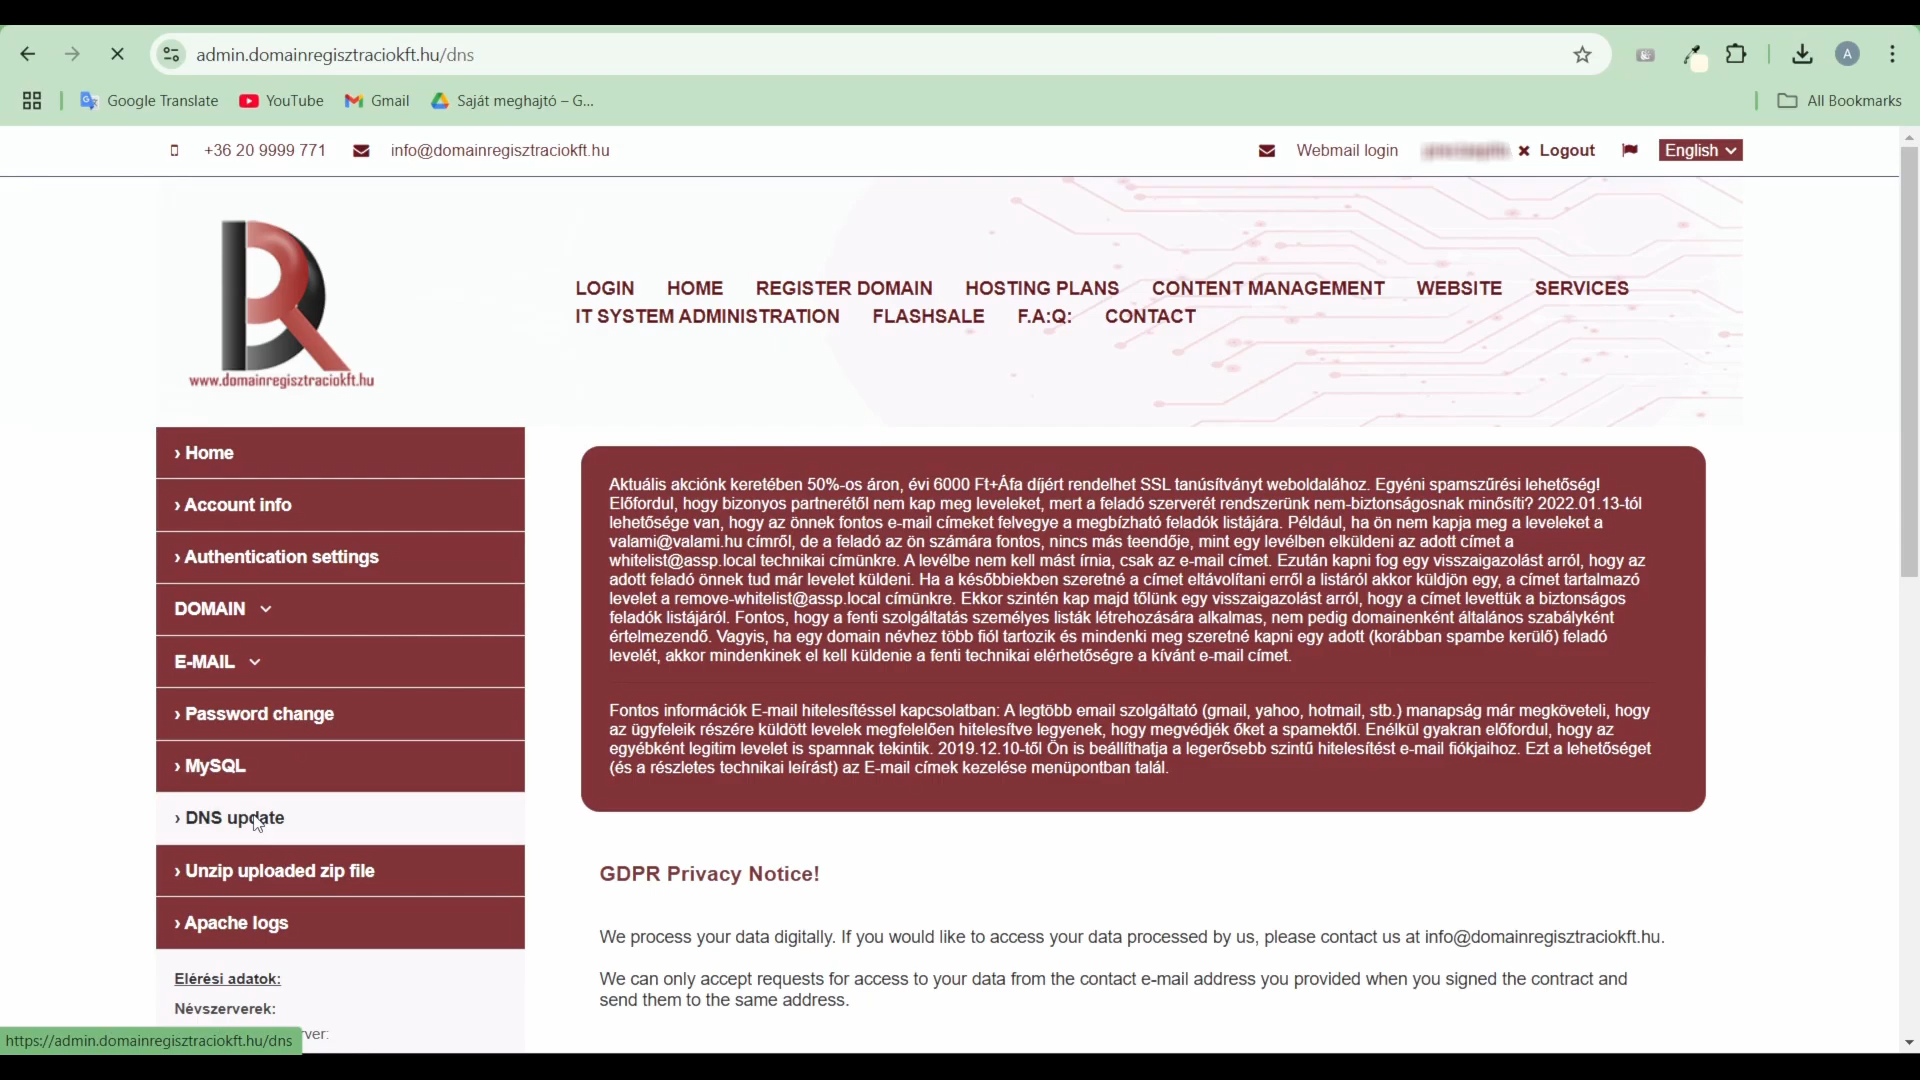 admin.domainregisztraciokft.hu/dns
A
Google Translate
YouTube
Gmail
Saját meghajtó – G...
All Bookmarks
+36 20 9999 771
info@domainregisztraciokft.hu
Webmail login
Logout
English
www.domainregisztraciokft.hu
LOGIN HOME REGISTER DOMAIN HOSTING PLANS CONTENT MANAGEMENT WEBSITE SERVICES
IT SYSTEM ADMINISTRATION FLASHSALE F.A:Q: CONTACT
› Home
› Account info
› Authentication settings
DOMAIN
E-MAIL
› Password change
› MySQL
› DNS update
› Unzip uploaded zip file
› Apache logs
Elérési adatok:
Névszerverek:
ver:
https://admin.domainregisztraciokft.hu/dns
Aktuális akciónk keretében 50%-os áron, évi 6000 Ft+Áfa díjért rendelhet SSL tanúsítványt weboldalához. Egyéni spamszűrési lehetőség!
Előfordul, hogy bizonyos partnerétől nem kap meg leveleket, mert a feladó szerverét rendszerünk nem-biztonságosnak minősíti? 2022.01.13-tól
lehetősége van, hogy az önnek fontos e-mail címeket felvegye a megbízható feladók listájára. Például, ha ön nem kapja meg a leveleket a
valami@valami.hu címről, de a feladó az ön számára fontos, nincs más teendője, mint egy levélben elküldeni az adott címet a
whitelist@assp.local technikai címünkre. A levélbe nem kell mást írnia, csak az e-mail címet. Ezután kapni fog egy visszaigazolást arról, hogy az
adott feladó önnek tud már levelet küldeni. Ha a későbbiekben szeretné a címet eltávolítani erről a listáról akkor küldjön egy, a címet tartalmazó
levelet a remove-whitelist@assp.local címünkre. Ekkor szintén kap majd tőlünk egy visszaigazolást arról, hogy a címet levettük a biztonságos
feladók listájáról. Fontos, hogy a fenti szolgáltatás személyes listák létrehozására alkalmas, nem pedig domainenként általános szabályként
értelmezendő. Vagyis, ha egy domain névhez több fiól tartozik és mindenki meg szeretné kapni egy adott (korábban spambe kerülő) feladó
levelét, akkor mindenkinek el kell küldenie a fenti technikai elérhetőségre a kívánt e-mail címet.
Fontos információk E-mail hitelesítéssel kapcsolatban: A legtöbb email szolgáltató (gmail, yahoo, hotmail, stb.) manapság már megköveteli, hogy
az ügyfeleik részére küldött levelek megfelelően hitelesítve legyenek, hogy megvédjék őket a spamektől. Enélkül gyakran előfordul, hogy az
egyébként legitim levelet is spamnak tekintik. 2019.12.10-től Ön is beállíthatja a legerősebb szintű hitelesítést e-mail fiókjaihoz. Ezt a lehetőséget
(és a részletes technikai leírást) az E-mail címek kezelése menüpontban talál.
GDPR Privacy Notice!
We process your data digitally. If you would like to access your data processed by us, please contact us at info@domainregisztraciokft.hu.
We can only accept requests for access to your data from the contact e-mail address you provided when you signed the contract and
send them to the same address.